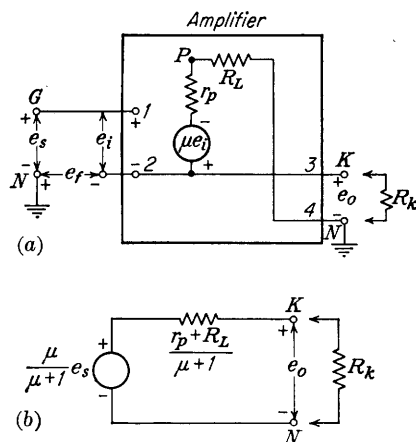 Amplifier
P
R_L
r_p
G
+
+
1
-
e_s
e_i
μe_i
N
-
+
e_f
-
-
2
+
3
K
+
e_o
R_k
4
-
N
(a)
r_p+R_L
μ+1
K
+
μ
μ+1
e_s
+
-
e_o
R_k
-
N
(b)